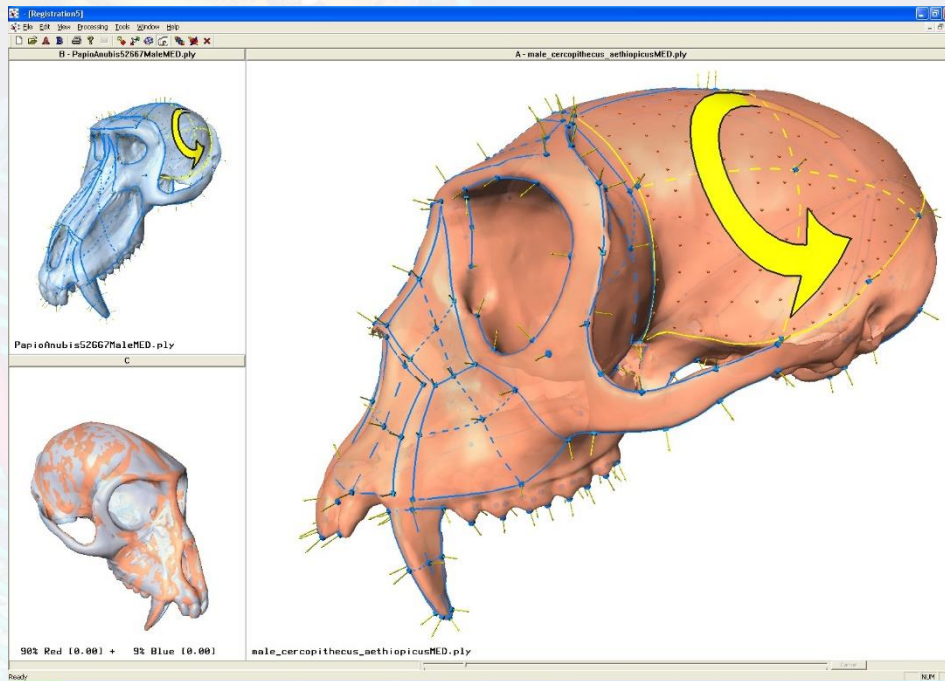 - [Registration5]
File Edit View Processing Tools Window Help
B - PapioAnubis52667MaleMED.ply
A - male_cercopithecus_aethiopicusMED.ply
PapioAnubis52667MaleMED.ply
C
90% Red [0.00] + 9% Blue [0.00]
male_cercopithecus_aethiopicusMED.ply
Ready
NUM